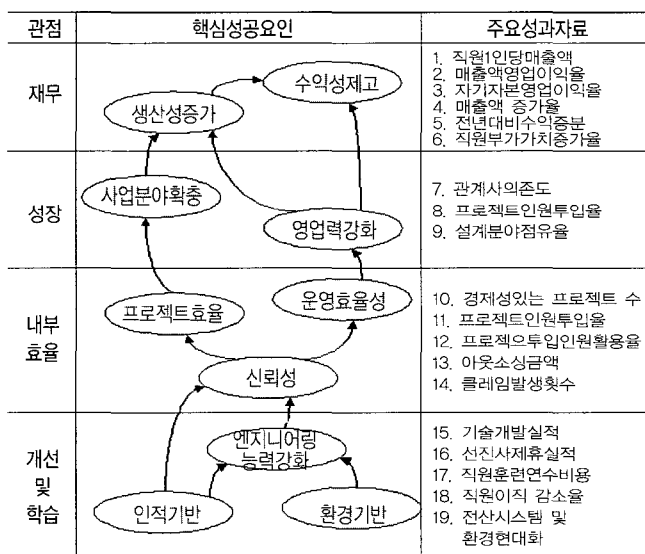 관점 핵심성공요인 주요성과자료
재무
수익성제고
생산성증가
1. 직원1인당매출액
2. 매출액영업이익율
3. 자기자본영업이익율
4. 매출액 증가율
5. 전년대비수익증분
6. 직원부가가치증가율
성장
사업분야확충
영업력강화
7. 관계사의존도
8. 프로젝트인원투입율
9. 설계분야점유율
내부
효율
프로젝트효율
운영효율성
신뢰성
10. 경제성있는 프로젝트 수
11. 프로젝트인원투입율
12. 프로젝으투입인원활용율
13. 아웃소싱금액
14. 클레임발생횟수
개선
및
학습
엔지니어링
능력강화
인적기반
환경기반
15. 기술개발실적
16. 선진사제휴실적
17. 직원훈련연수비용
18. 직원이직 감소율
19. 전산시스템 및
환경현대화